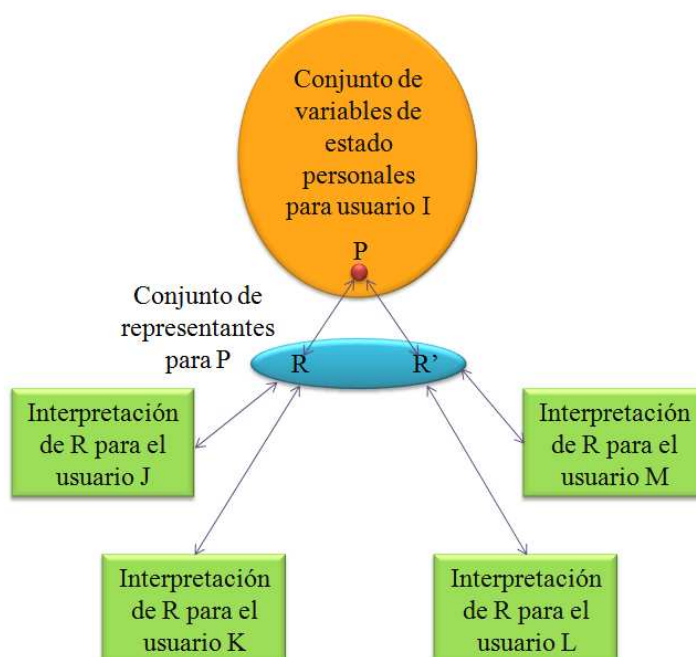 Conjunto de
variables de
estado
personales
para usuario I
P
Conjunto de
representantes
para P
R
R’
Interpretación
de R para el
usuario J
Interpretación
de R para el
usuario M
Interpretación
de R para el
usuario K
Interpretación
de R para el
usuario L